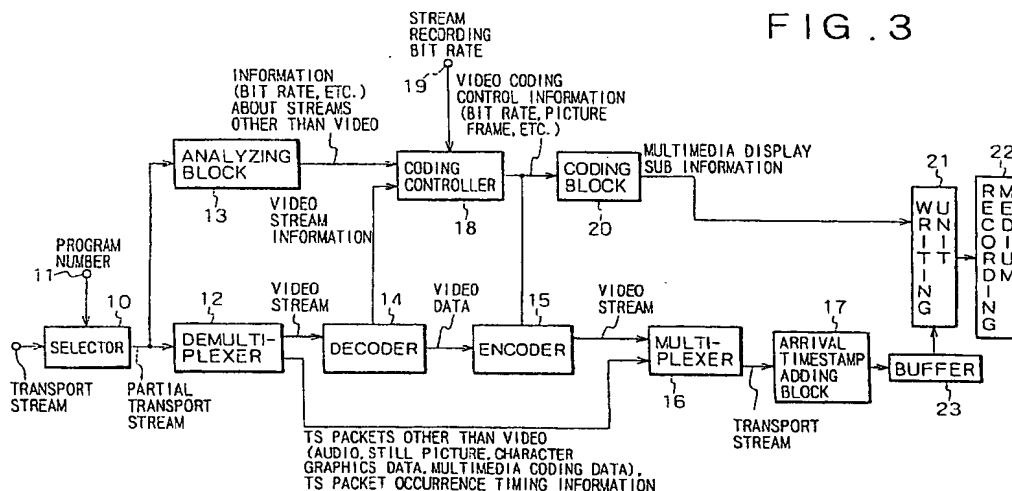 FIG.3
STREAM
RECORDING
BIT RATE
19
INFORMATION
(BIT RATE, ETC.)
ABOUT STREAMS
OTHER THAN VIDEO
VIDEO CODING
CONTROL INFORMATION
(BIT RATE, PICTURE
FRAME, ETC.)
ANALYZING
BLOCK
13
CODING
CONTROLLER
18
CODING
BLOCK
20
MULTIMEDIA DISPLAY
SUB INFORMATION
21
WRITING
UNIT
22
RECORDING
MEDIUM
VIDEO
STREAM
INFORMATION
PROGRAM
NUMBER
11
10
SELECTOR
TRANSPORT
STREAM
PARTIAL
TRANSPORT
STREAM
12
DEMULTI-
PLEXER
VIDEO
STREAM
14
DECODER
VIDEO
DATA
15
ENCODER
VIDEO
STREAM
MULTI-
PLEXER
16
17
ARRIVAL
TIMESTAMP
ADDING
BLOCK
TRANSPORT
STREAM
BUFFER
23
TS PACKETS OTHER THAN VIDEO
(AUDIO, STILL PICTURE, CHARACTER
GRAPHICS DATA, MULTIMEDIA CODING DATA),
TS PACKET OCCURRENCE TIMING INFORMATION